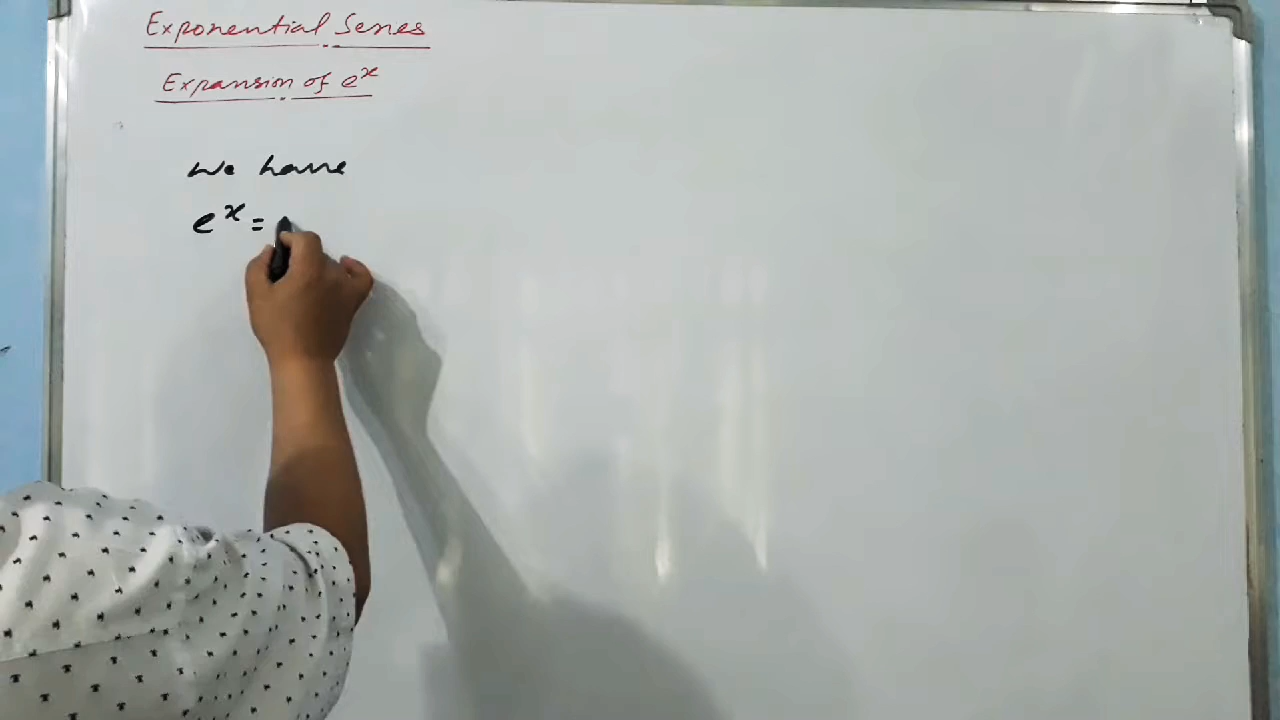 Exponential Series
Expansion of e^x
We have
e^x =